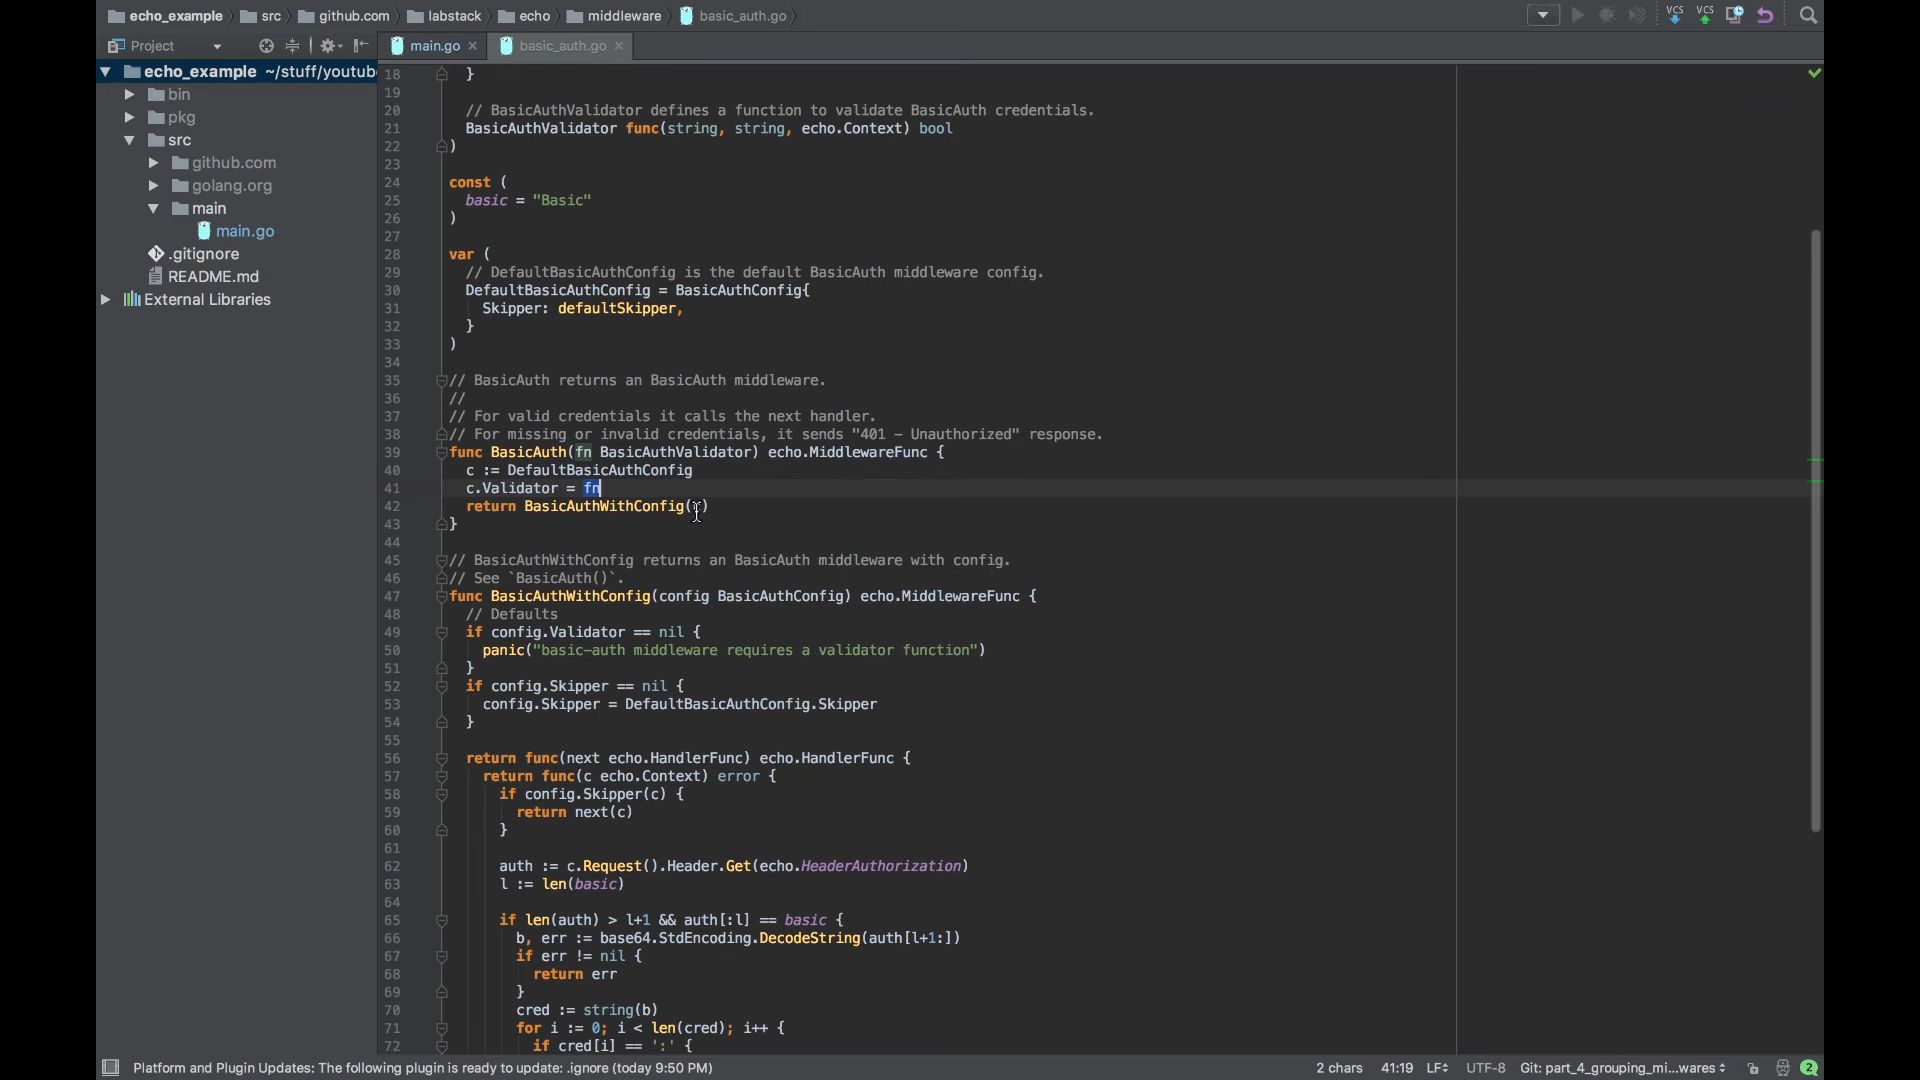 echo_example src github.com labstack echo middleware basic_auth.go
Project
main.go
basic_auth.go
echo_example ~/stuff/youtub
bin
pkg
src
github.com
golang.org
main
main.go
.gitignore
README.md
External Libraries
18 }
19
20 // BasicAuthValidator defines a function to validate BasicAuth credentials.
21 BasicAuthValidator func(string, string, echo.Context) bool
22 )
23
24 const (
25 basic = "Basic"
26 )
27
28 var (
29 // DefaultBasicAuthConfig is the default BasicAuth middleware config.
30 DefaultBasicAuthConfig = BasicAuthConfig{
31 Skipper: defaultSkipper,
32 }
33 )
34
35 // BasicAuth returns an BasicAuth middleware.
36 //
37 // For valid credentials it calls the next handler.
38 // For missing or invalid credentials, it sends "401 - Unauthorized" response.
39 func BasicAuth(fn BasicAuthValidator) echo.MiddlewareFunc {
40 c := DefaultBasicAuthConfig
41 c.Validator = fn
42 return BasicAuthWithConfig( )
43 }
44
45 // BasicAuthWithConfig returns an BasicAuth middleware with config.
46 // See `BasicAuth()`.
47 func BasicAuthWithConfig(config BasicAuthConfig) echo.MiddlewareFunc {
48 // Defaults
49 if config.Validator == nil {
50 panic("basic-auth middleware requires a validator function")
51 }
52 if config.Skipper == nil {
53 config.Skipper = DefaultBasicAuthConfig.Skipper
54 }
55
56 return func(next echo.HandlerFunc) echo.HandlerFunc {
57 return func(c echo.Context) error {
58 if config.Skipper(c) {
59 return next(c)
60 }
61
62 auth := c.Request().Header.Get(echo.HeaderAuthorization)
63 l := len(basic)
64
65 if len(auth) > l+1 && auth[:l] == basic {
66 b, err := base64.StdEncoding.DecodeString(auth[l+1:])
67 if err != nil {
68 return err
69 }
70 cred := string(b)
71 for i := 0; i < len(cred); i++ {
72 if cred[i] == ':' {
VCS VCS
Platform and Plugin Updates: The following plugin is ready to update: .ignore (today 9:50 PM)
2 chars 41:19 LF UTF-8 Git: part_4_grouping_mi...wares 2